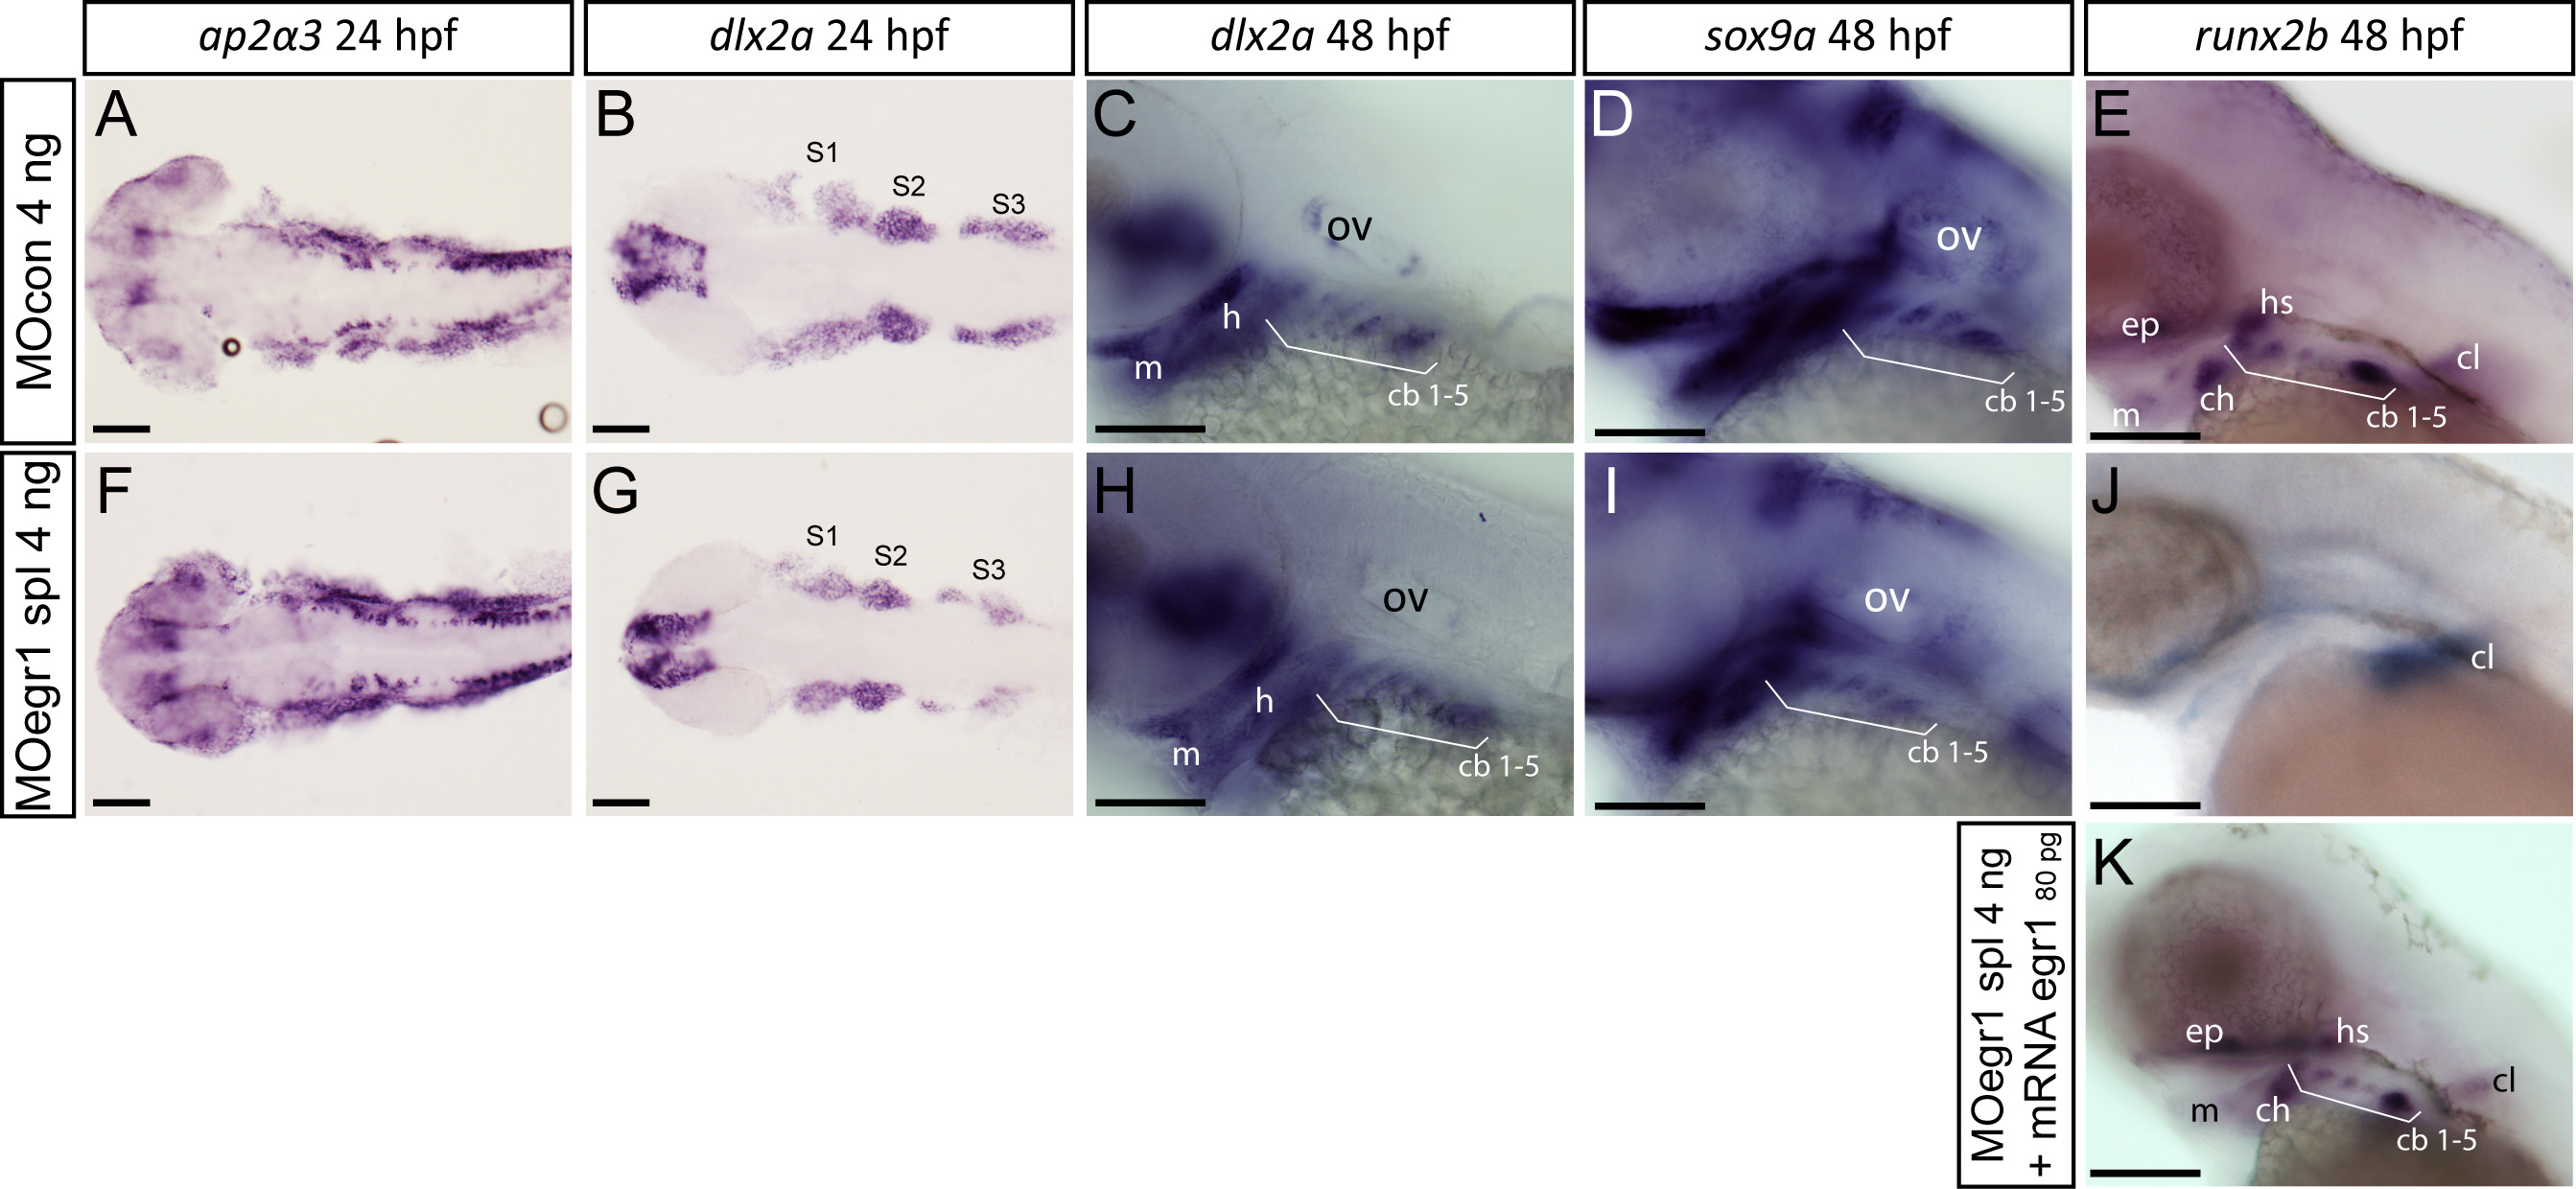 ap2α3 24 hpf
dlx2a 24 hpf
dlx2a 48 hpf
sox9a 48 hpf
runx2b 48 hpf
MOcon 4 ng
A
B
S1
S2
S3
C
ov
h
m
cb 1-5
D
ov
cb 1-5
E
hs
ep
cl
ch
m
cb 1-5
MOegr1 spl 4 ng
F
G
S1
S2
S3
H
ov
h
m
cb 1-5
I
ov
cb 1-5
J
cl
MOegr1 spl 4 ng
+ mRNA egr1 80 pg
K
ep
hs
cl
m
ch
cb 1-5